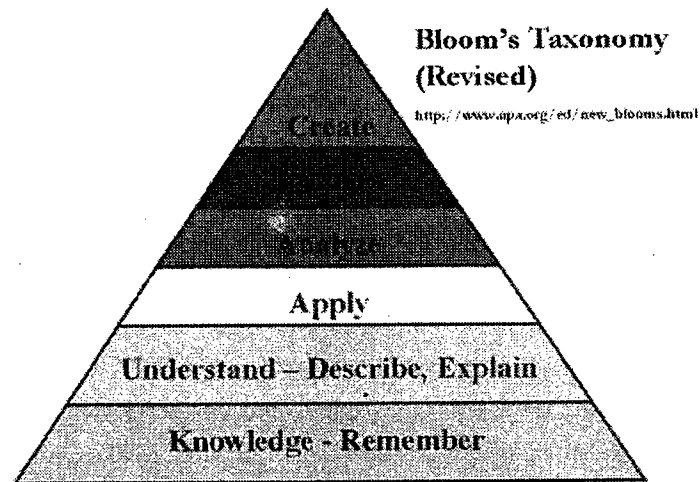 Bloom's Taxonomy
(Revised)
http://www.apa.org/ed/new_blooms.html
Create
Analyze
Apply
Understand – Describe, Explain
Knowledge - Remember